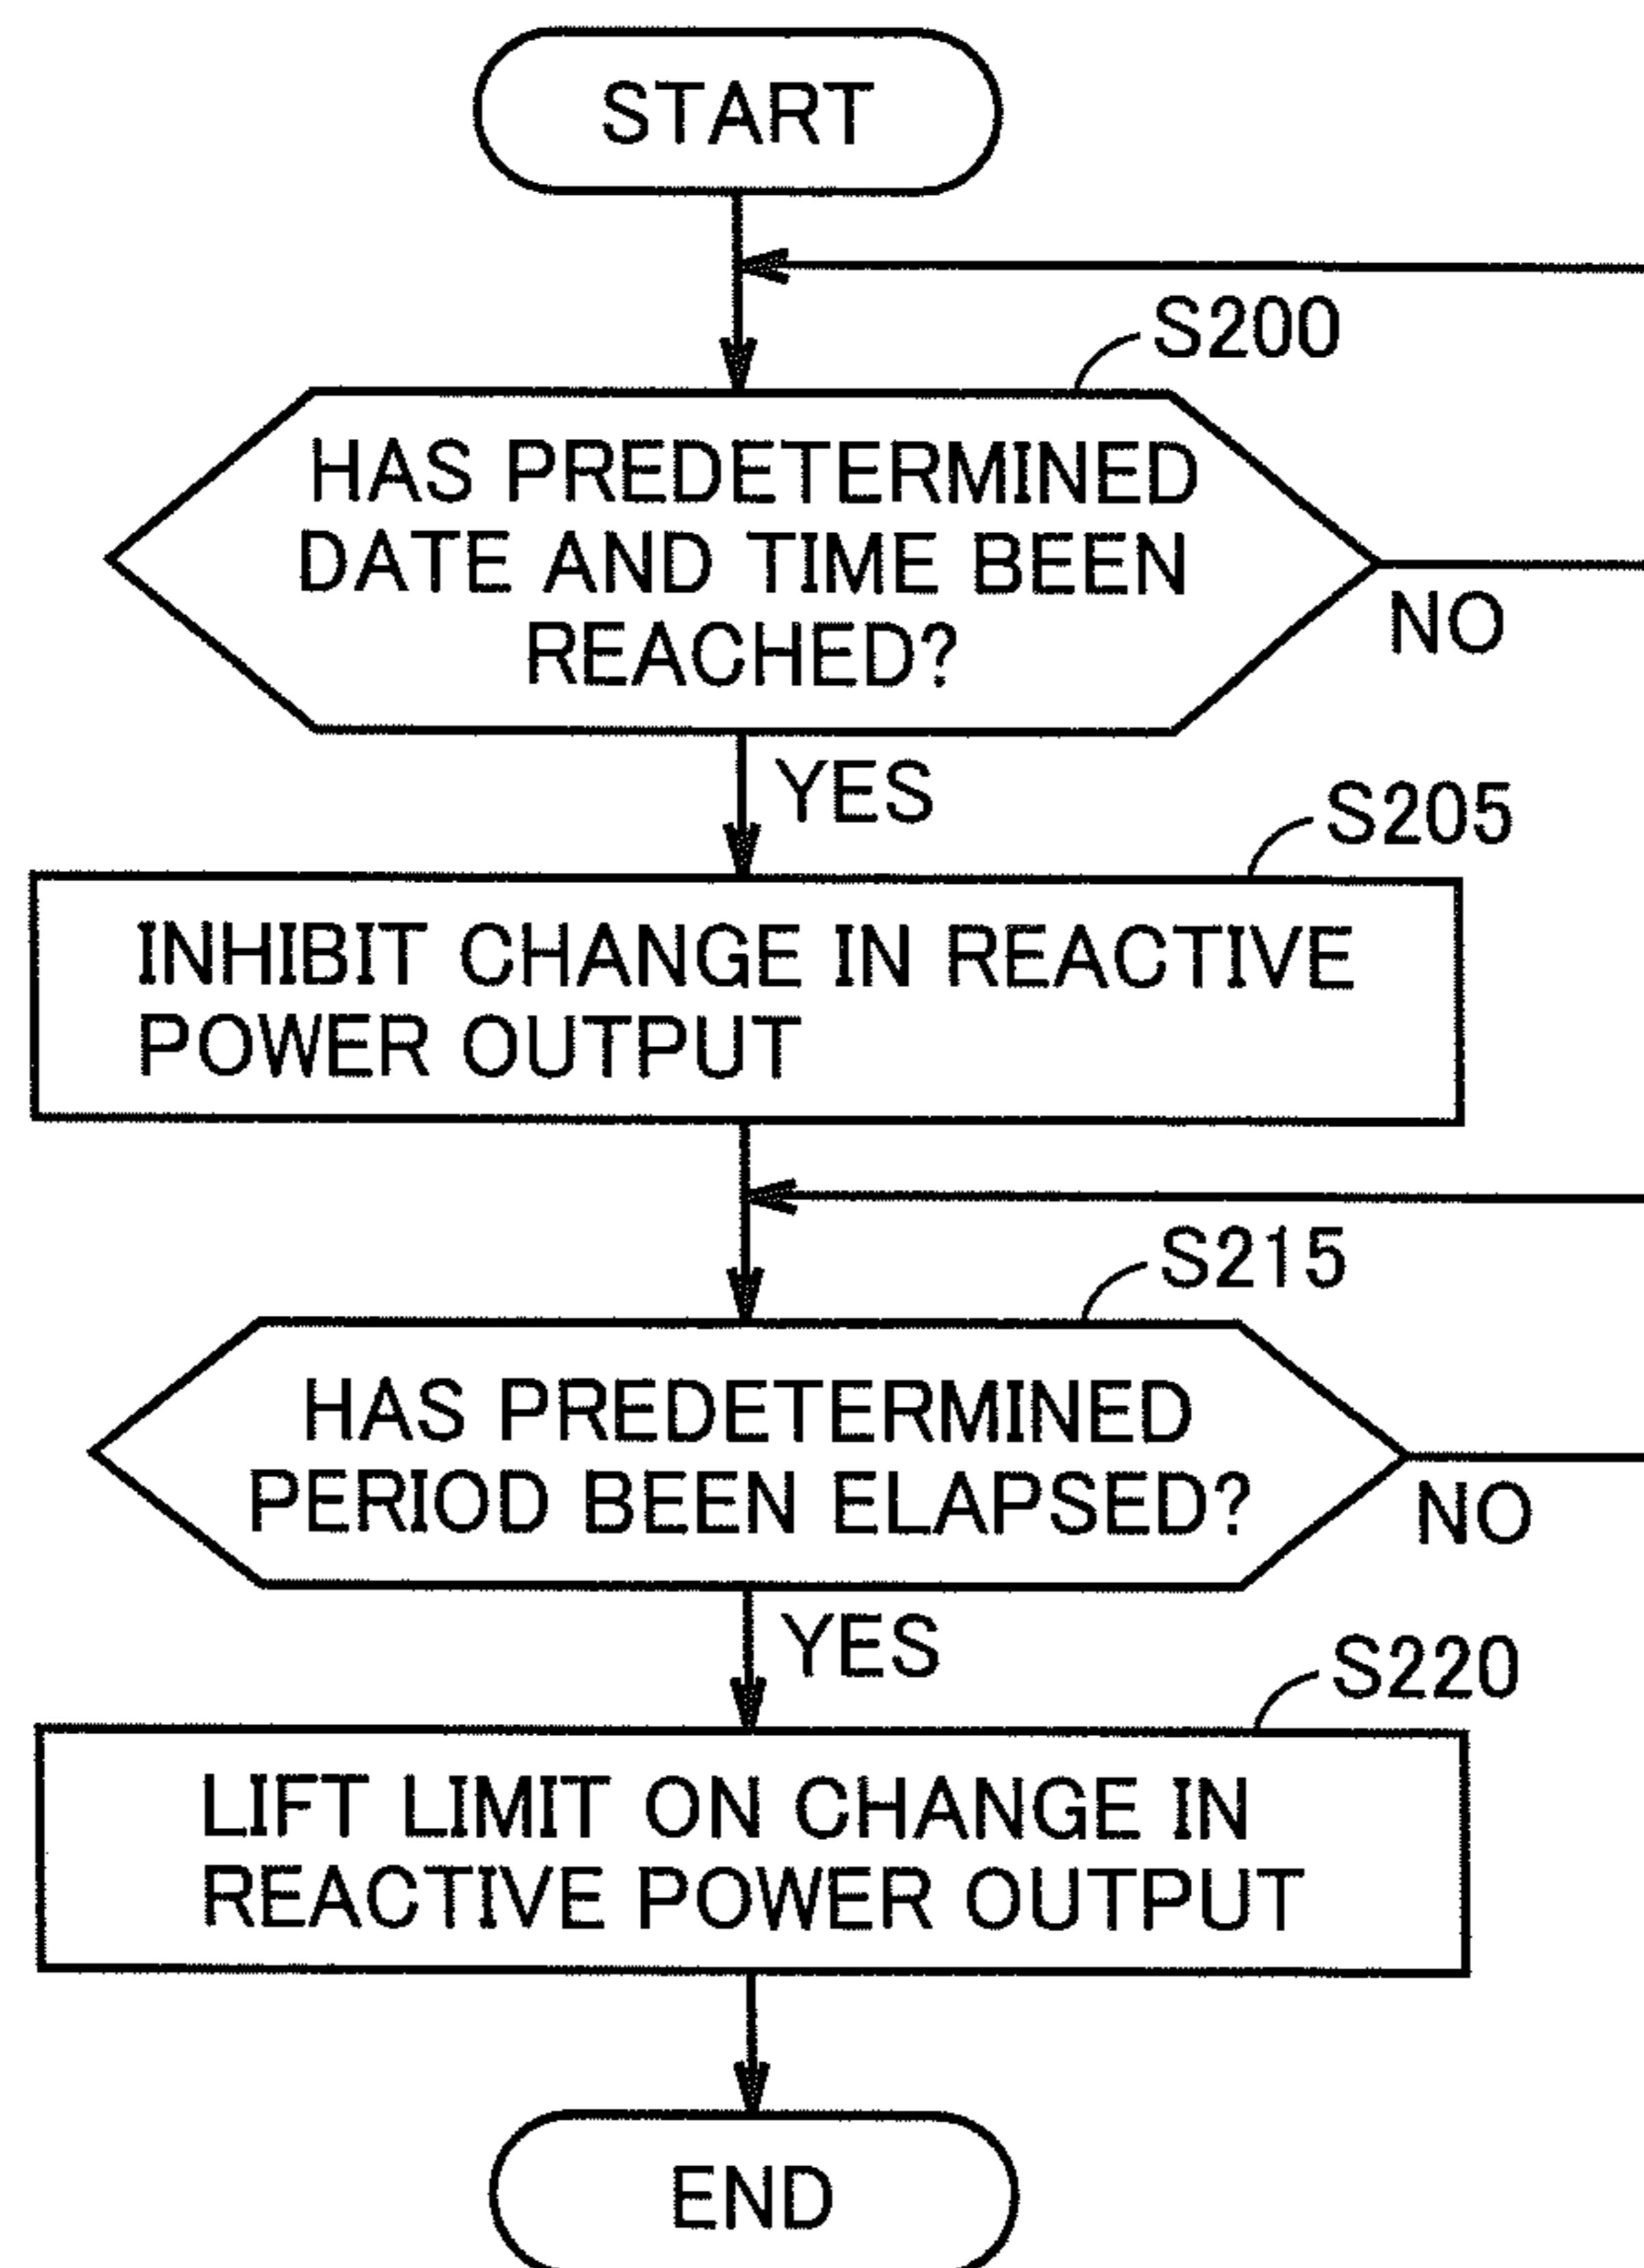 START
S200
HAS PREDETERMINED
DATE AND TIME BEEN
REACHED?
NO
YES
S205
INHIBIT CHANGE IN REACTIVE
POWER OUTPUT
S215
HAS PREDETERMINED
PERIOD BEEN ELAPSED?
NO
YES
S220
LIFT LIMIT ON CHANGE IN
REACTIVE POWER OUTPUT
END